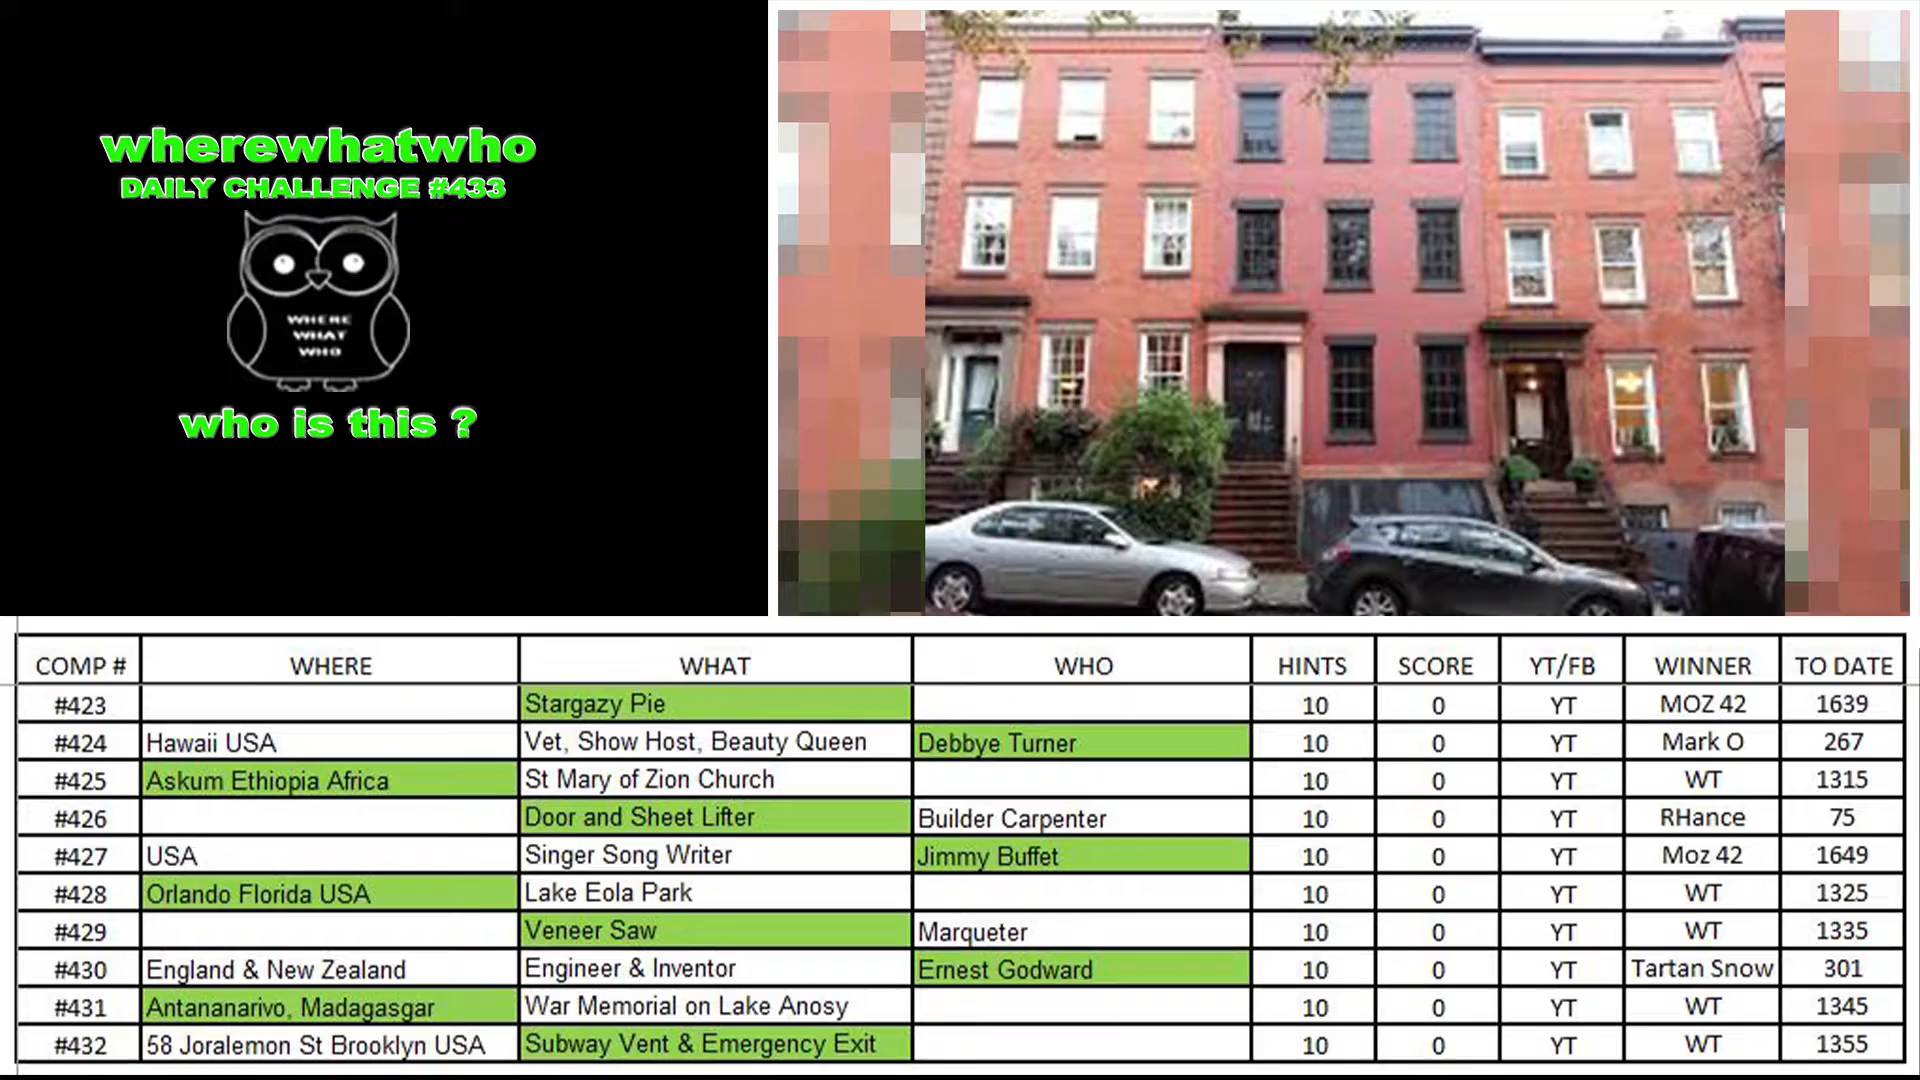 wherewhatwho
DAILY CHALLENGE #433
WHERE
WHAT
WHO
who is this ?
COMP # WHERE WHAT WHO HINTS SCORE YT/FB WINNER TO DATE
#423 Stargazy Pie 10 0 YT MOZ 42 1639
#424 Hawaii USA Vet, Show Host, Beauty Queen Debbye Turner 10 0 YT Mark O 267
#425 Askum Ethiopia Africa St Mary of Zion Church 10 0 YT WT 1315
#426 Door and Sheet Lifter Builder Carpenter 10 0 YT RHance 75
#427 USA Singer Song Writer Jimmy Buffet 10 0 YT Moz 42 1649
#428 Orlando Florida USA Lake Eola Park 10 0 YT WT 1325
#429 Veneer Saw Marqueter 10 0 YT WT 1335
#430 England & New Zealand Engineer & Inventor Ernest Godward 10 0 YT Tartan Snow 301
#431 Antananarivo, Madagasgar War Memorial on Lake Anosy 10 0 YT WT 1345
#432 58 Joralemon St Brooklyn USA Subway Vent & Emergency Exit 10 0 YT WT 1355